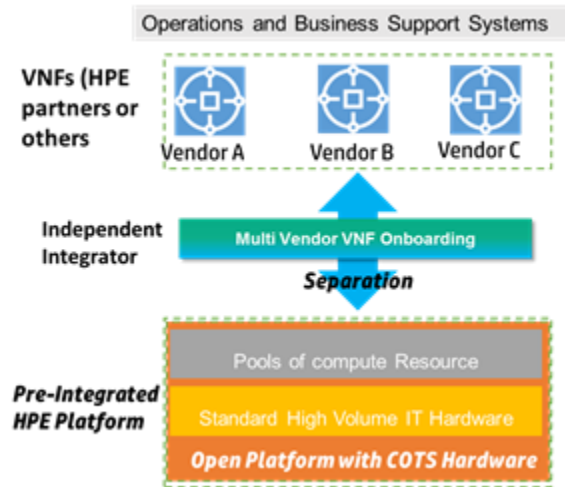 Operations and Business Support Systems
VNFs (HPE
partners or
others
Vendor A
Vendor B
Vendor C
Independent
Integrator
Multi Vendor VNF Onboarding
Separation
Pools of compute Resource
Pre-Integrated
HPE Platform
Standard High Volume IT Hardware
Open Platform with COTS Hardware